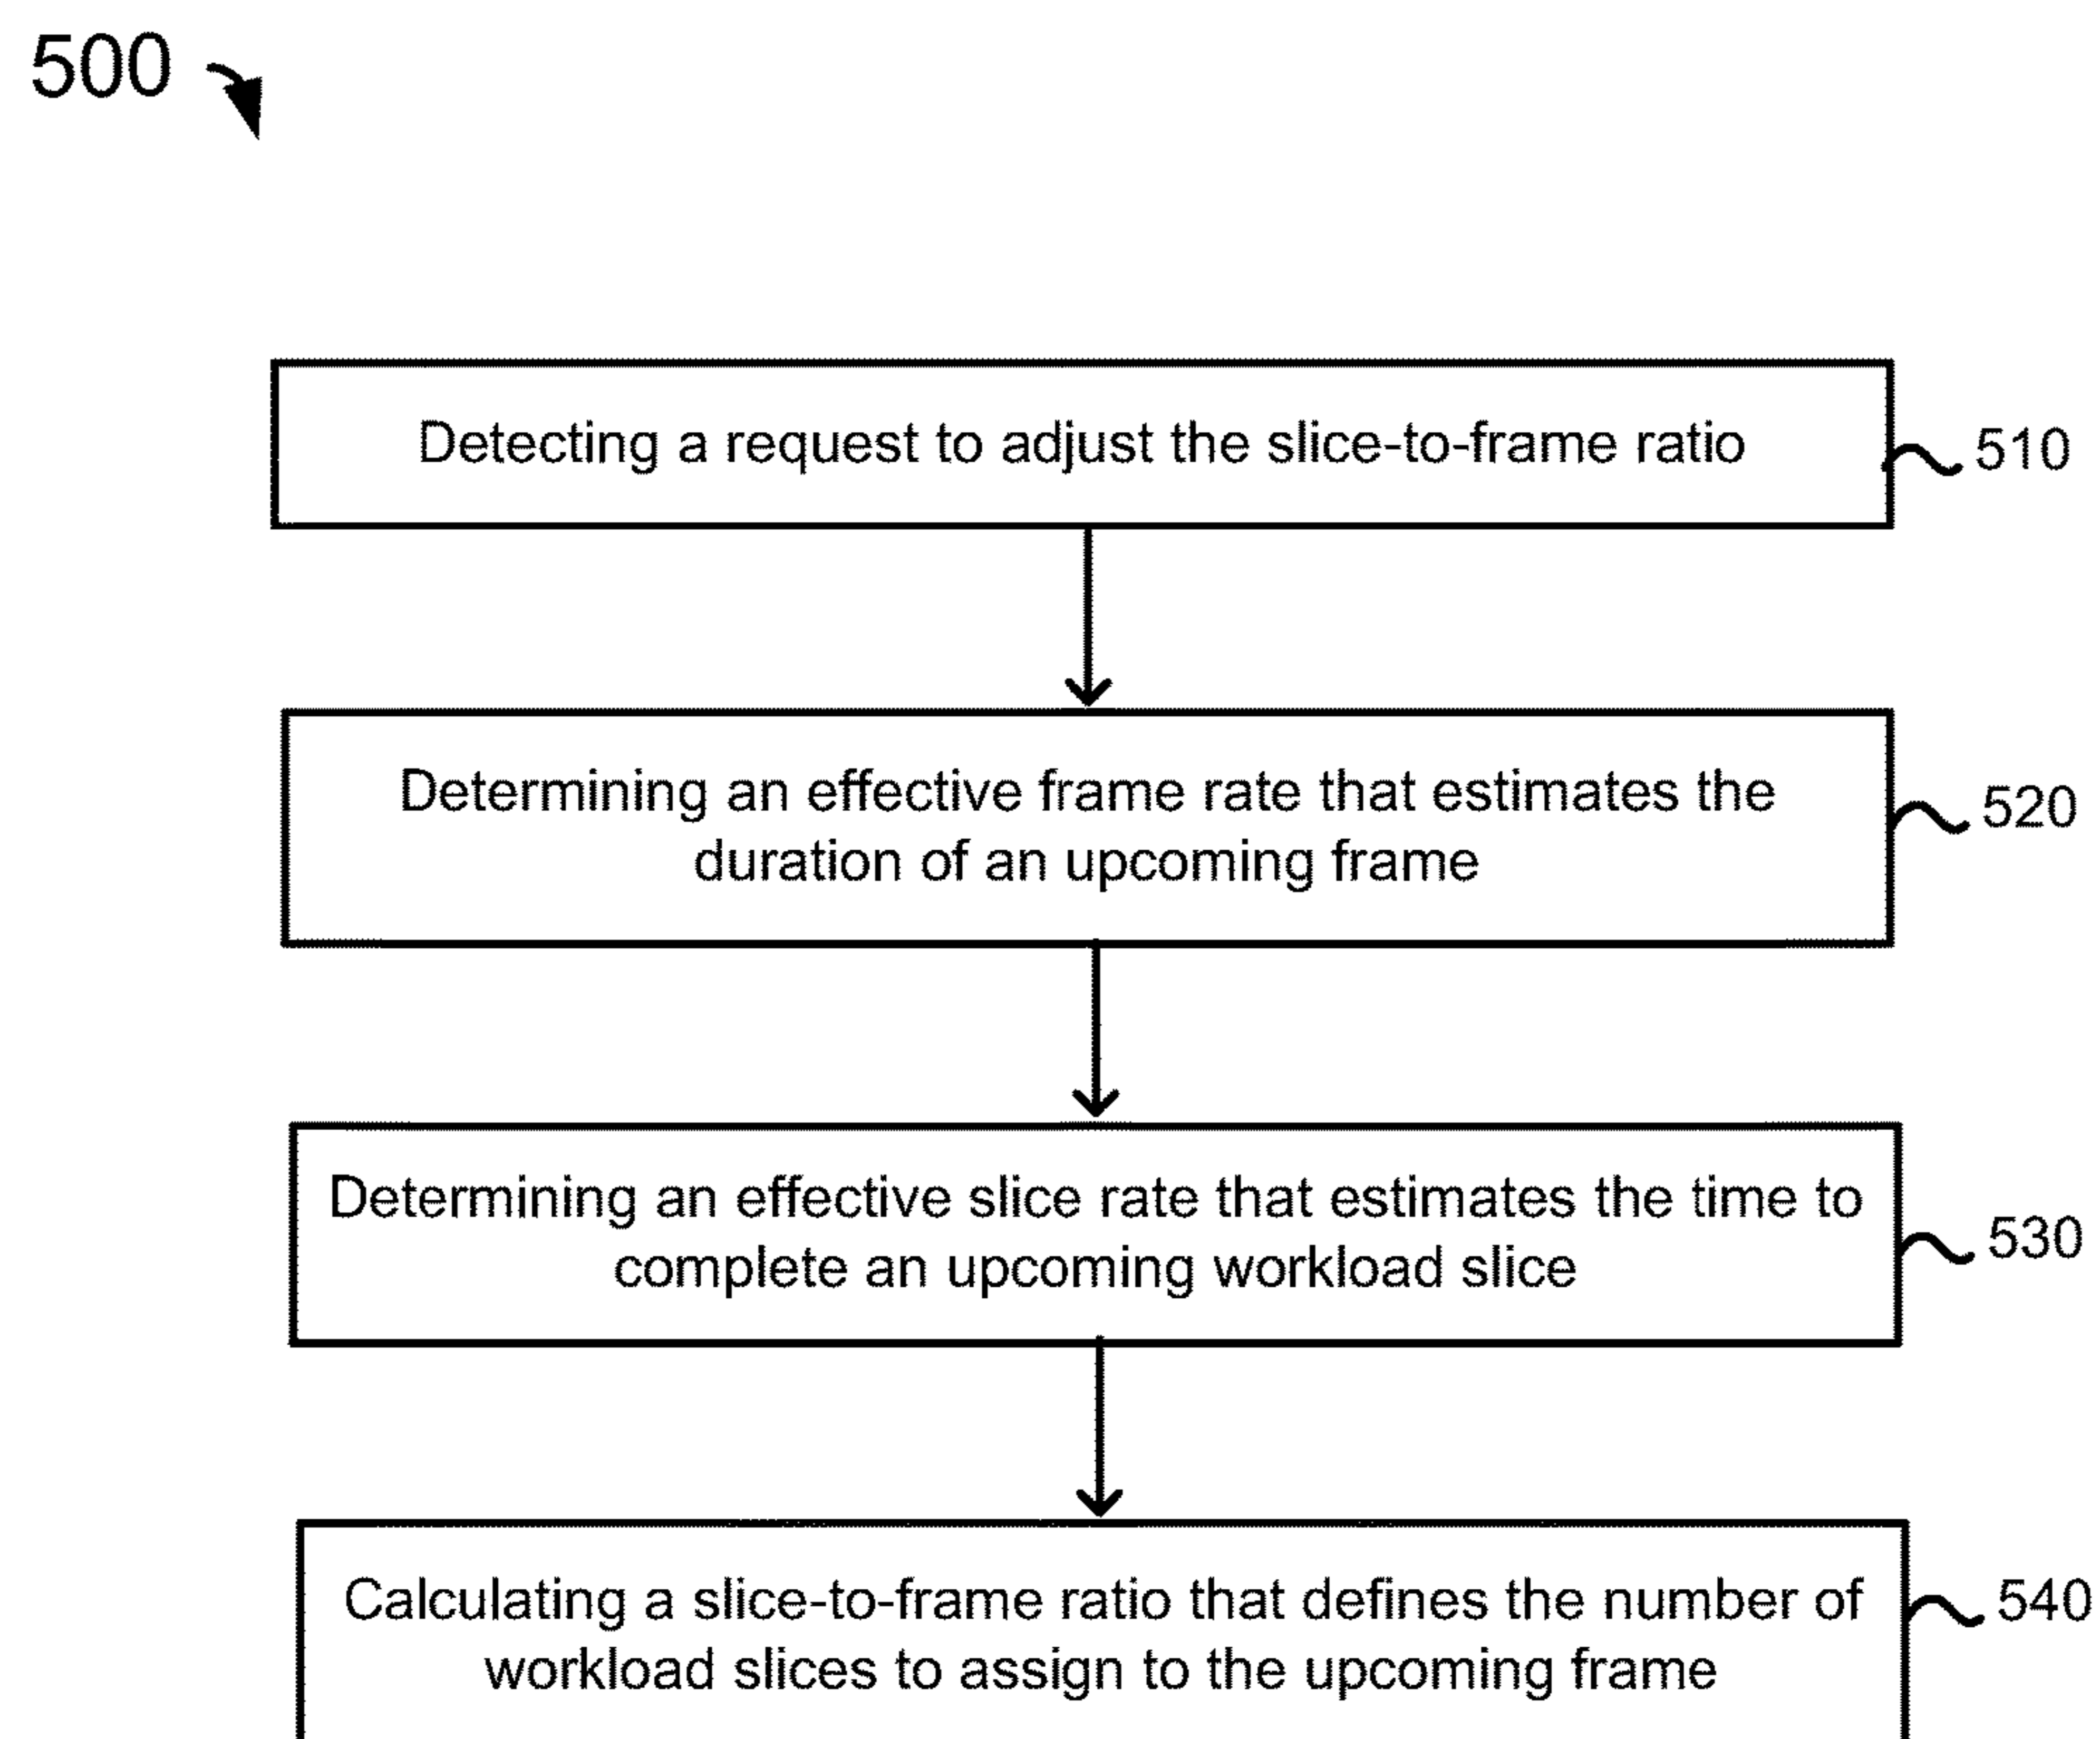 500
Detecting a request to adjust the slice-to-frame ratio
510
Determining an effective frame rate that estimates the
duration of an upcoming frame
520
Determining an effective slice rate that estimates the time to
complete an upcoming workload slice
530
Calculating a slice-to-frame ratio that defines the number of
workload slices to assign to the upcoming frame
540